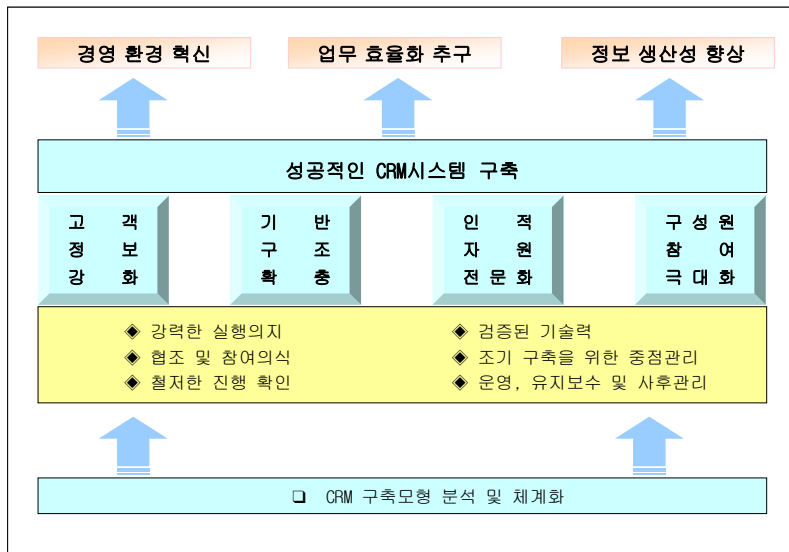 경영 환경 혁신
업무 효율화 추구
정보 생산성 향상
성공적인 CRM시스템 구축
고 객
정 보
강 화
기 반
구 조
확 충
인 적
자 원
전 문 화
구 성 원
참 여
극 대 화
◈ 강력한 실행의지
◈ 협조 및 참여의식
◈ 철저한 진행 확인
◈ 검증된 기술력
◈ 조기 구축을 위한 중점관리
◈ 운영, 유지보수 및 사후관리
❏ CRM 구축모형 분석 및 체계화